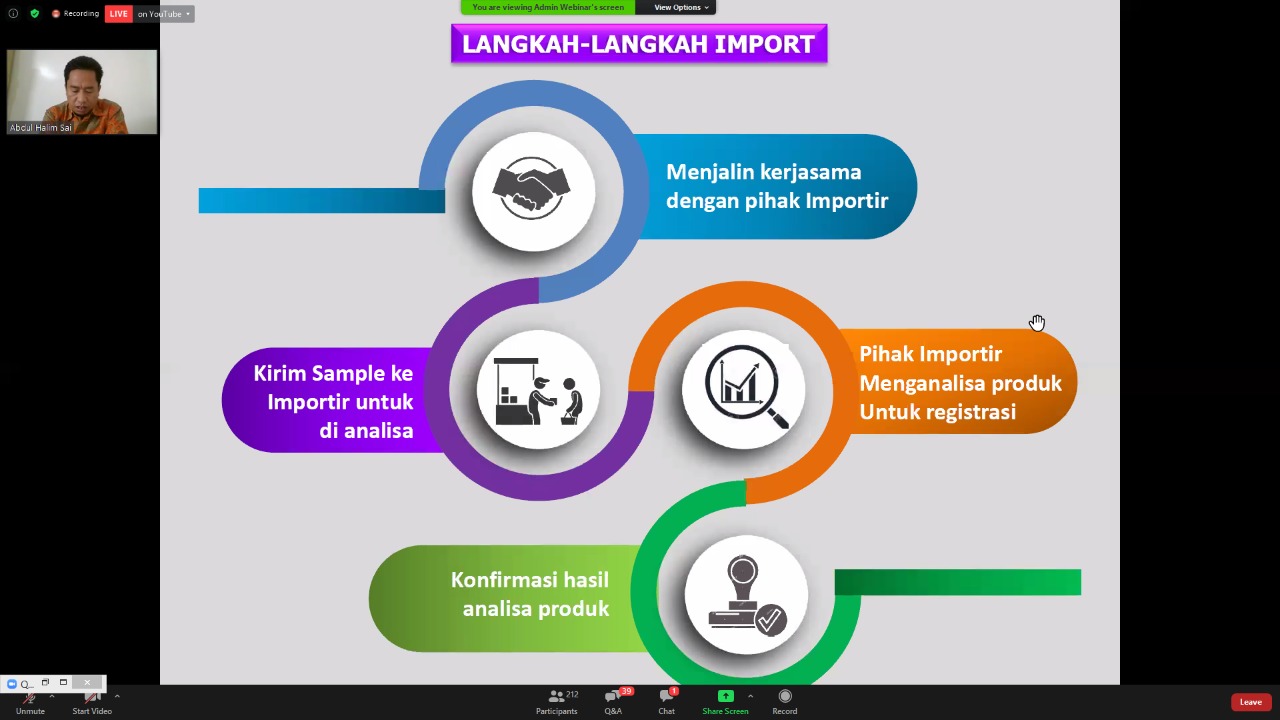 Recording
LIVE
on YouTube
You are viewing Admin Webinar's screen
View Options
LANGKAH-LANGKAH IMPORT
Abdul Halim Sai
Menjalin kerjasama
dengan pihak Importir
Kirim Sample ke
Importir untuk
di analisa
Pihak Importir
Menganalisa produk
Untuk registrasi
Konfirmasi hasil
analisa produk
Q...
Unmute
Start Video
212
Participants
39
Q&A
1
Chat
Share Screen
Record
Leave